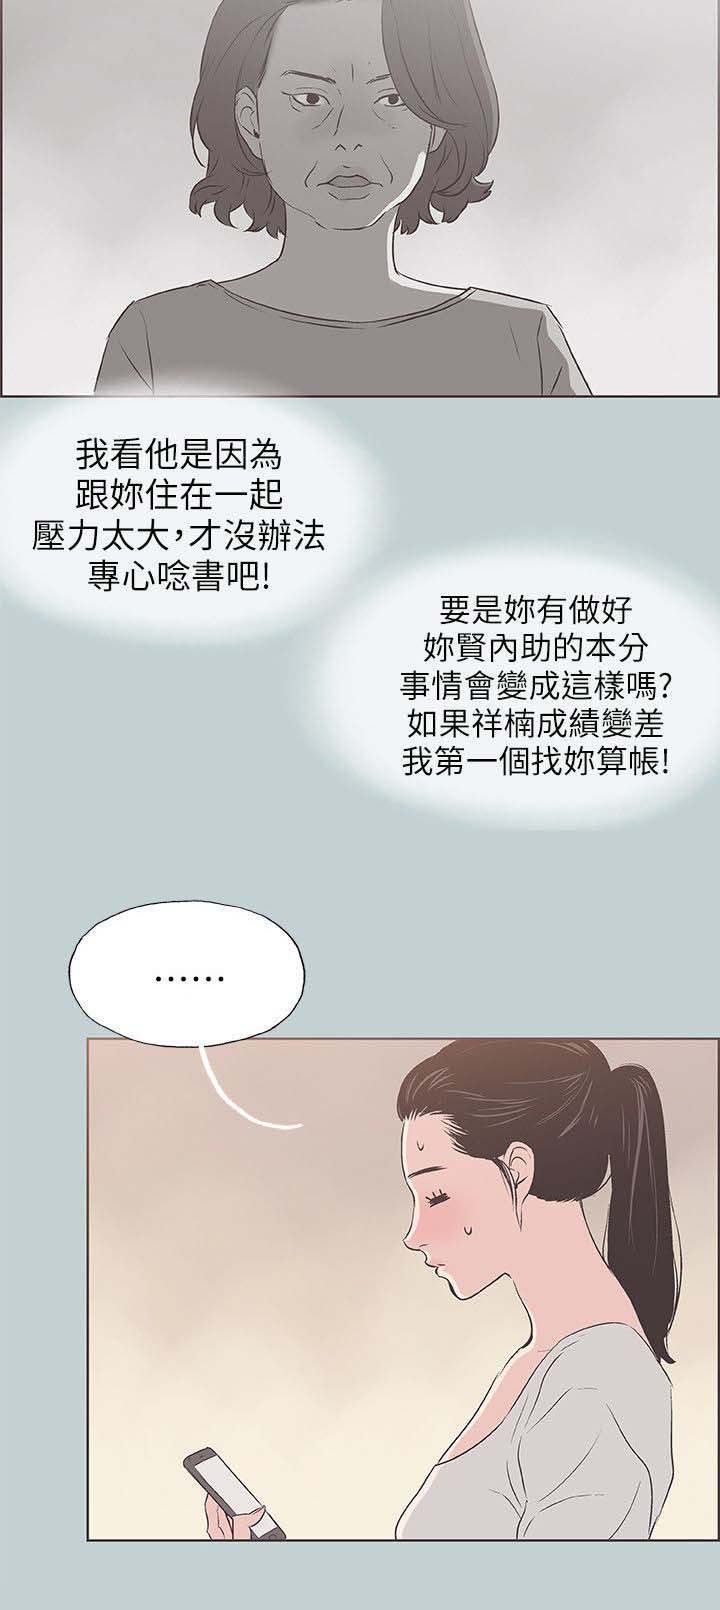 我看他是因為
跟妳住在一起
壓力太大，才沒辦法
專心唸書吧！
要是妳有做好
妳賢內助的本分
事情會變成這樣嗎？
如果祥楠成績變差
我第一個找妳算帳！
……